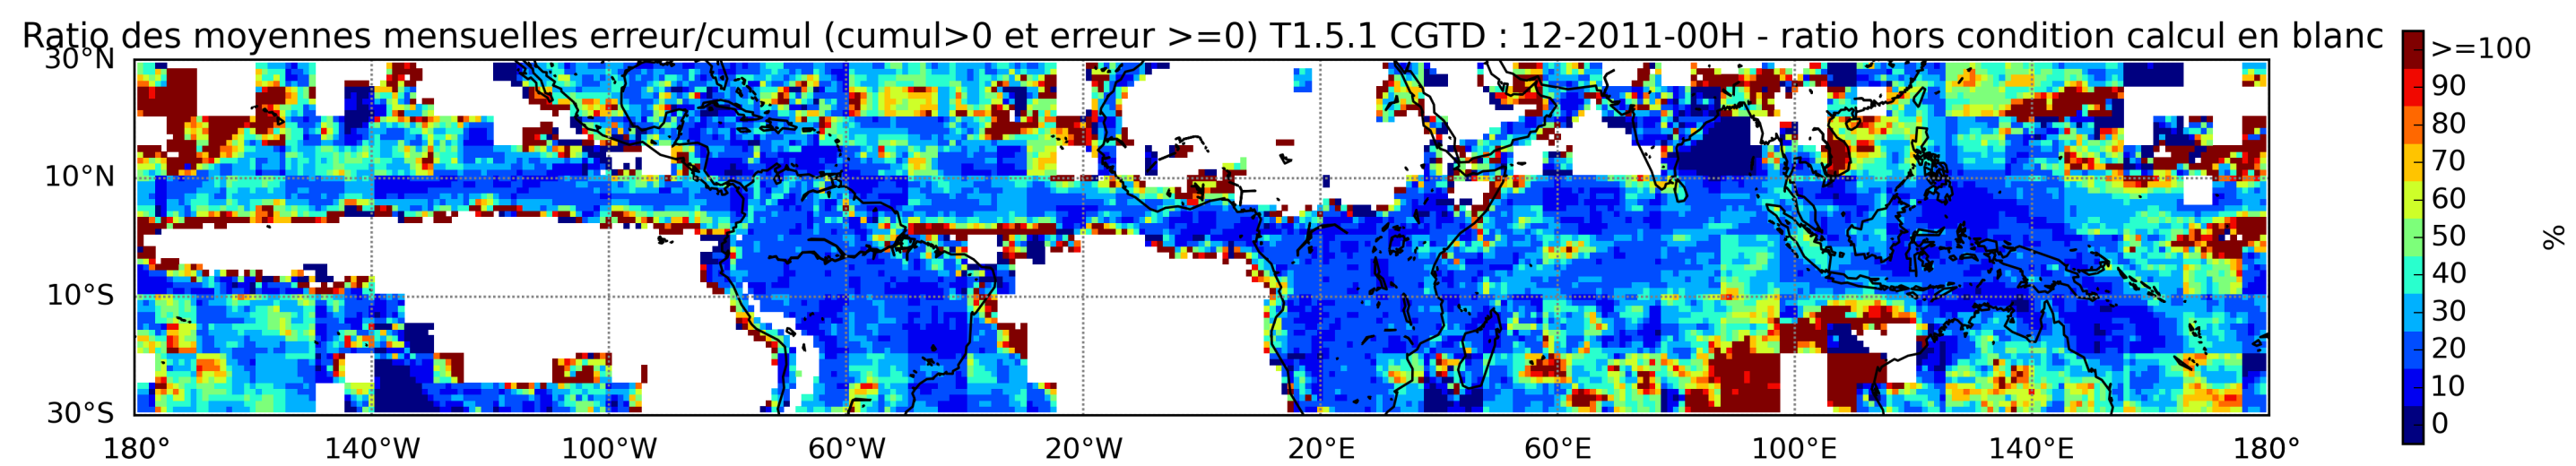 Ratio des moyennes mensuelles erreur/cumul (cumul>0 et erreur >=0) T1.5.1 CGTD : 12-2011-00H - ratio hors condition calcul en blanc
30°N
10°N
10°S
30°S
180° 140°W 100°W 60°W 20°W 20°E 60°E 100°E 140°E 180°
>=100
90
80
70
60
50
40
30
20
10
0
%